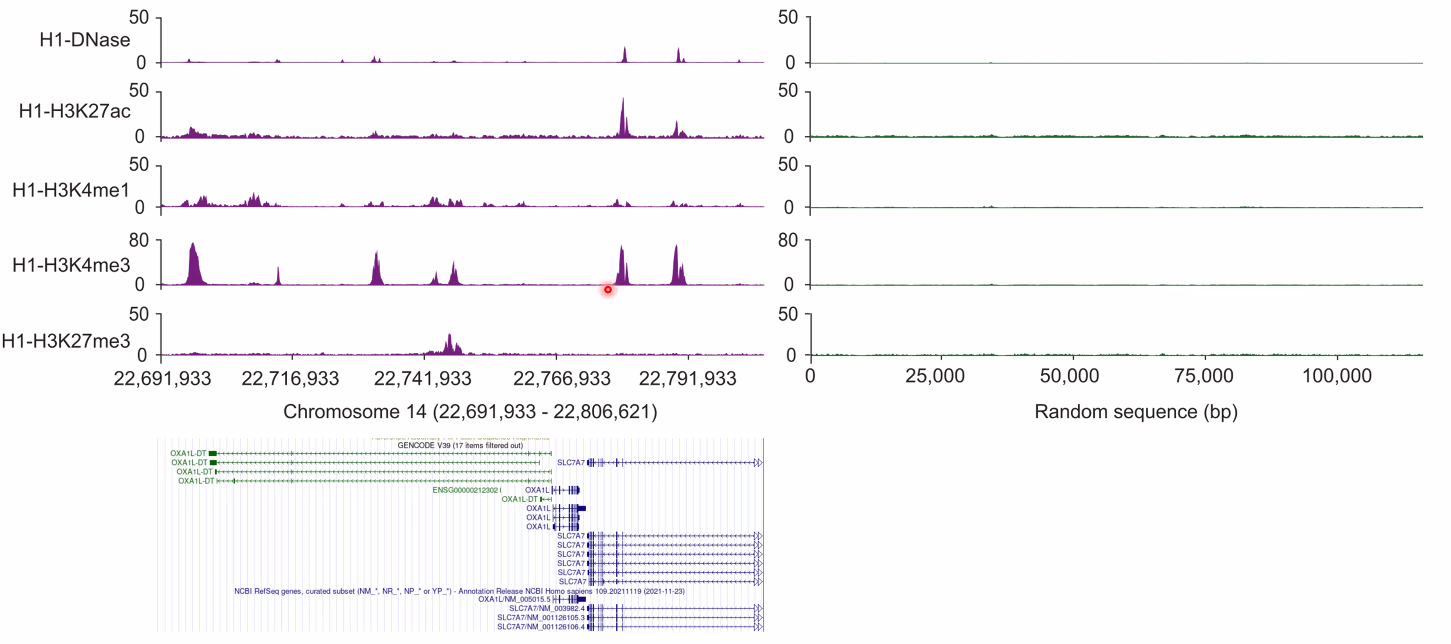 H1-DNase
50
0
50
0
H1-H3K27ac
50
0
50
0
H1-H3K4me1
50
0
50
0
H1-H3K4me3
80
0
80
0
H1-H3K27me3
50
0
50
0
22,691,933 22,716,933 22,741,933 22,766,933 22,791,933
0 25,000 50,000 75,000 100,000
Chromosome 14 (22,691,933 - 22,806,621)
Random sequence (bp)
GENCODE V39 (17 items filtered out)
OXA1L-DT
OXA1L-DT SLC7A7
OXA1L-DT
OXA1L-DT
ENSG00000212302 OXA1L
OXA1L-DT
OXA1L
OXA1L
OXA1L
SLC7A7
SLC7A7
SLC7A7
SLC7A7
SLC7A7
SLC7A7
NCBI RefSeq genes, curated subset (NM_*, NR_*, NP_* or YP_*) - Annotation Release NCBI Homo sapiens 109.20211119 (2021-11-23)
OXA1L/NM_005015.5
SLC7A7/NM_003982.4
SLC7A7/NM_001126105.3
SLC7A7/NM_001126106.4